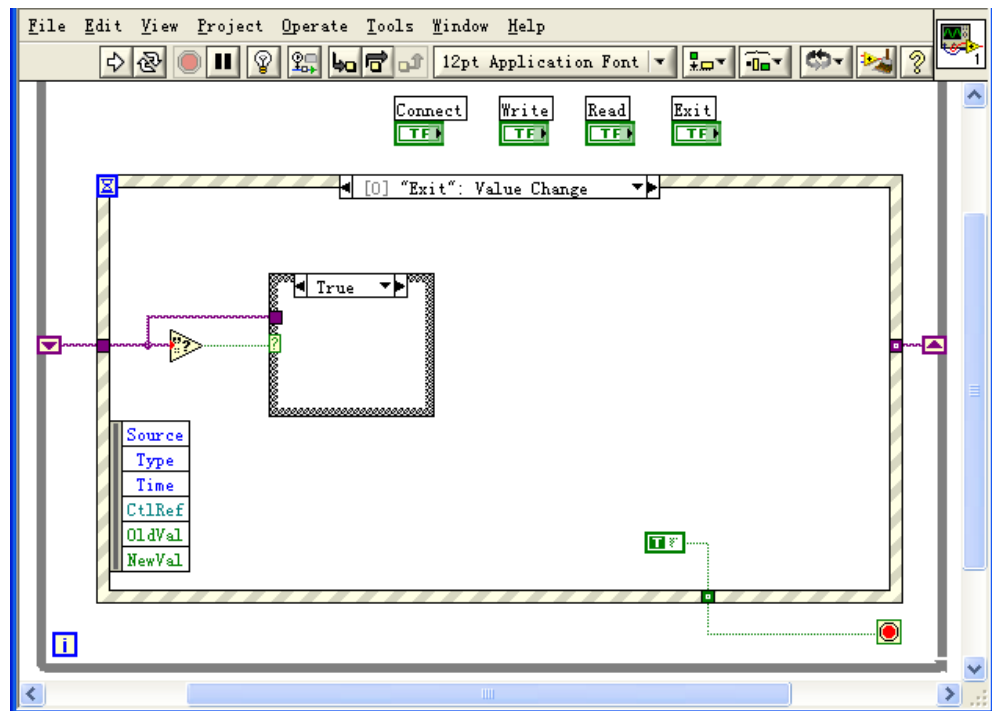 File Edit View Project Operate Tools Window Help
12pt Application Font
1
Connect Write Read Exit
TF TF TF TF
[0] "Exit": Value Change
True
?
?
Source
Type
Time
CtlRef
OldVal
NewVal
T
i